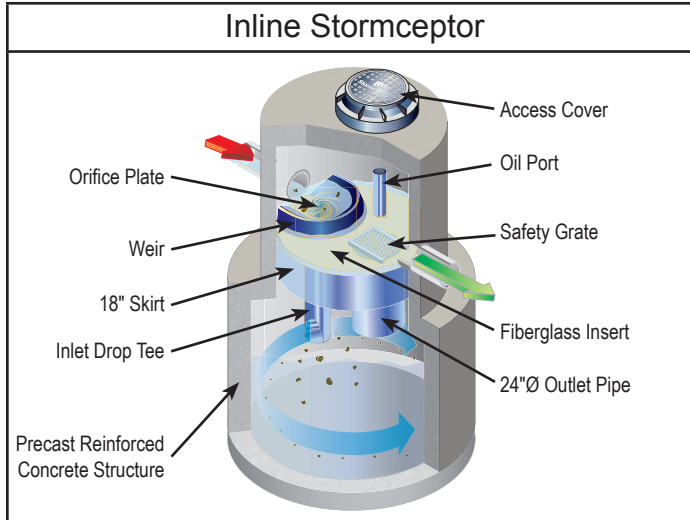 Inline Stormceptor
Access Cover
Oil Port
Orifice Plate
Safety Grate
Weir
18" Skirt
Fiberglass Insert
Inlet Drop Tee
24"Ø Outlet Pipe
Precast Reinforced
Concrete Structure